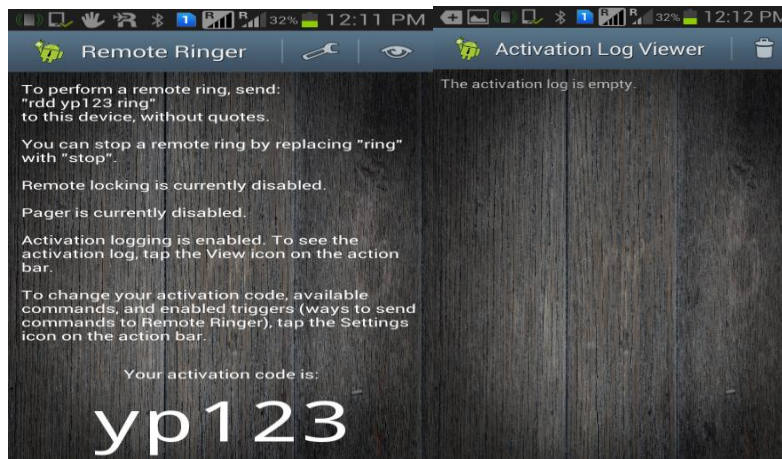 1 R R 32% 12:11 PM
Remote Ringer
To perform a remote ring, send:
"rdd yp123 ring"
to this device, without quotes.
You can stop a remote ring by replacing "ring"
with "stop".
Remote locking is currently disabled.
Pager is currently disabled.
Activation logging is enabled. To see the
activation log, tap the View icon on the action
bar.
To change your activation code, available
commands, and enabled triggers (ways to send
commands to Remote Ringer), tap the Settings
icon on the action bar.
Your activation code is:
yp123
1 R R 32% 12:12 PM
Activation Log Viewer
The activation log is empty.